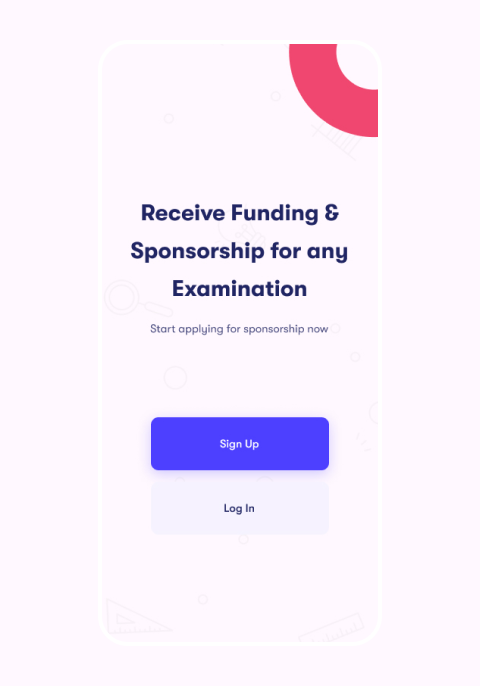 Receive Funding &
Sponsorship for any
Examination
Start applying for sponsorship now
Sign Up
Log In